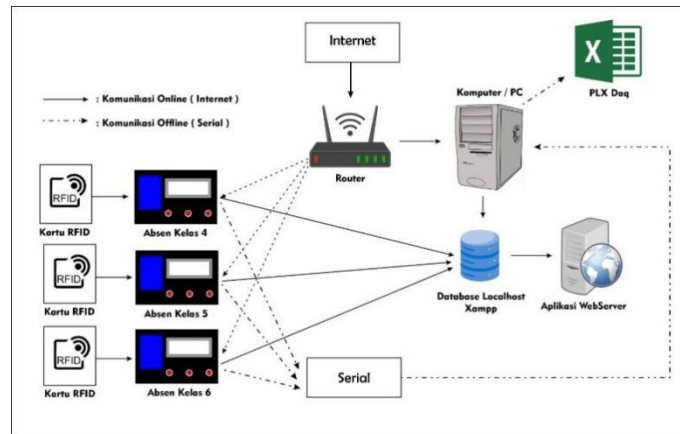 Internet
Komputer / PC
X
PLX Daq
: Komunikasi Online ( Internet )
: Komunikasi Offline ( Serial )
Router
RFID
Kartu RFID
Absen Kelas 4
RFID
Kartu RFID
Absen Kelas 5
Database Localhost
Xampp
Aplikasi WebServer
RFID
Kartu RFID
Absen Kelas 6
Serial